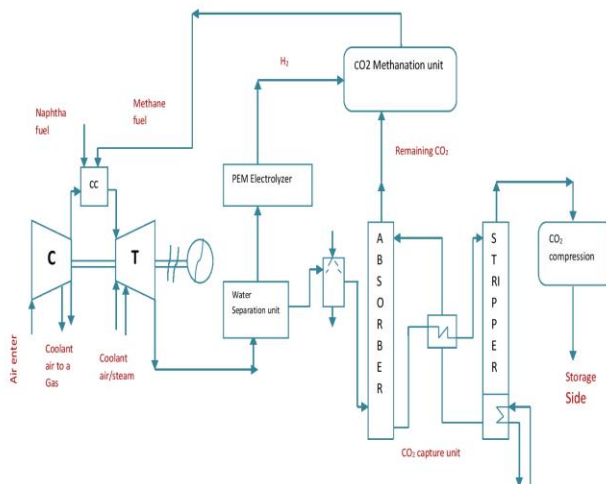 CO2 Methanation unit
H₂
Naphtha
fuel
Methane
fuel
Remaining CO₂
cc
PEM Electrolyzer
C
T
A
B
S
O
R
B
E
R
S
T
R
I
P
P
E
R
CO₂
compression
Water
Separation unit
Air enter
Coolant
air to a
Gas
Coolant
air/steam
Storage
Side
CO₂ capture unit